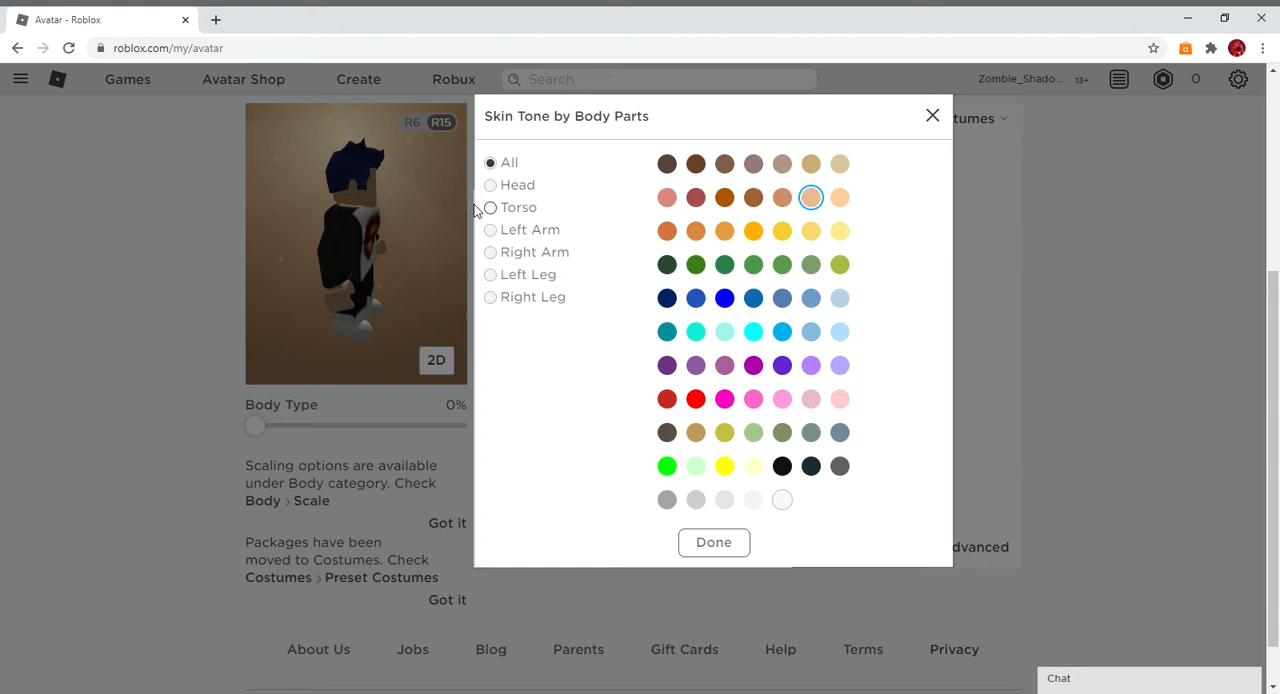 Avatar - Roblox
roblox.com/my/avatar
Games
Avatar Shop
Create
Robux
Search
Zombie_Shado...
13+
0
R6 R15
2D
Body Type 0%
Scaling options are available
under Body category. Check
Body > Scale
Got it
Packages have been
moved to Costumes. Check
Costumes > Preset Costumes
Got it
Skin Tone by Body Parts
All
Head
Torso
Left Arm
Right Arm
Left Leg
Right Leg
Done
tumes
dvanced
About Us
Jobs
Blog
Parents
Gift Cards
Help
Terms
Privacy
Chat